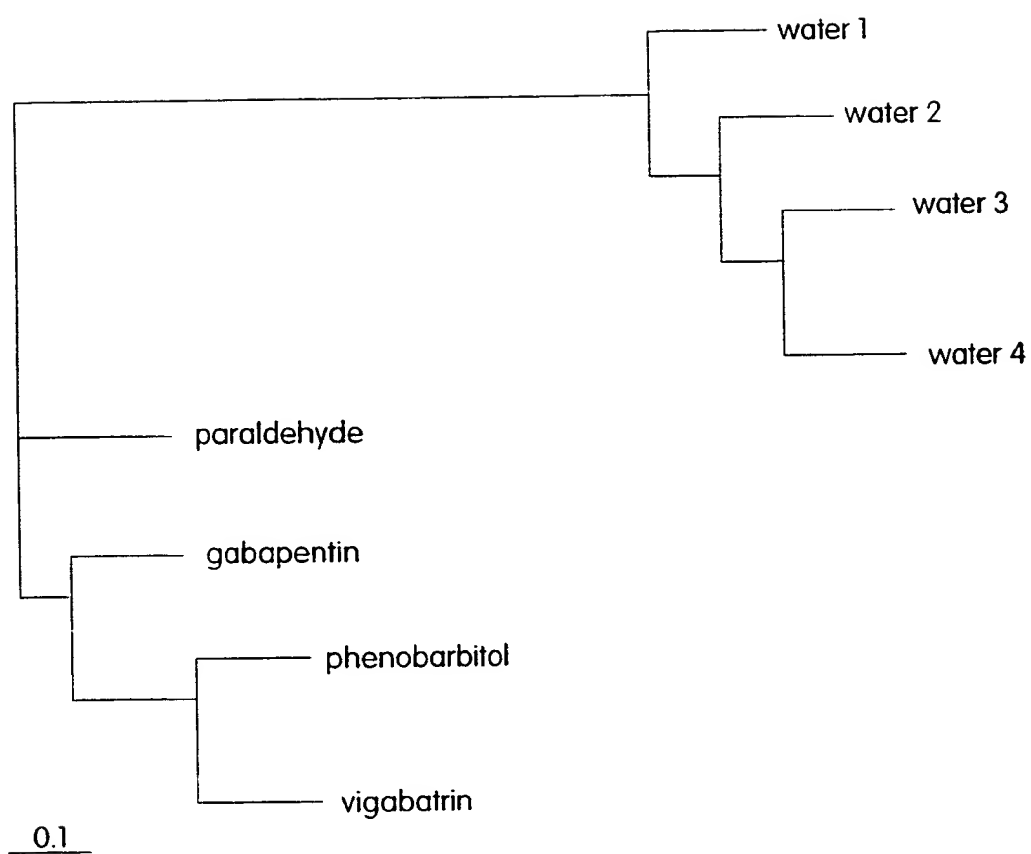 water 1
water 2
water 3
water 4
paraldehyde
gabapentin
phenobarbitol
vigabatrin
0.1